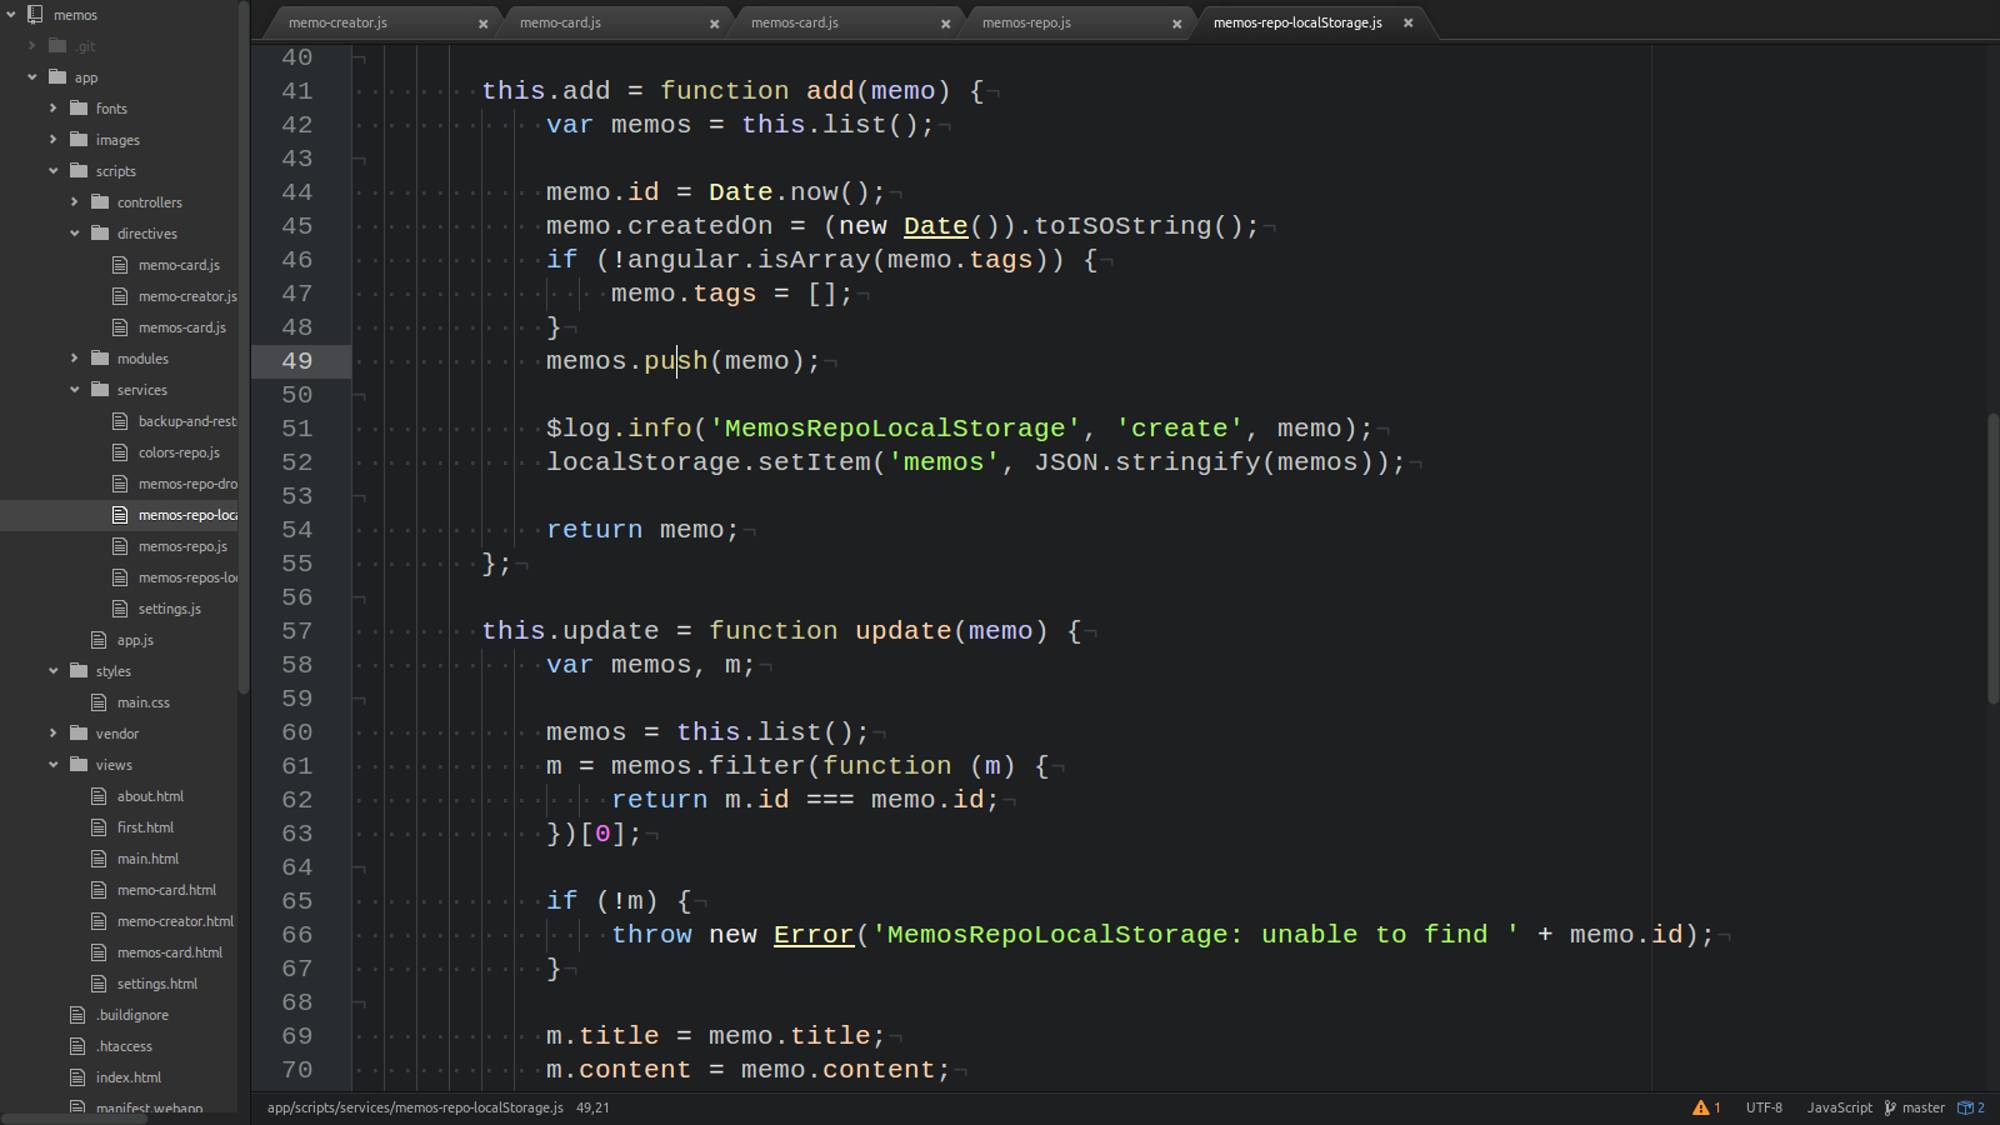 memos
.git
app
fonts
images
scripts
controllers
directives
memo-card.js
memo-creator.js
memos-card.js
modules
services
backup-and-rest
colors-repo.js
memos-repo-dro
memos-repo-loca
memos-repo.js
memos-repos-loc
settings.js
app.js
styles
main.css
vendor
views
about.html
first.html
main.html
memo-card.html
memo-creator.html
memos-card.html
settings.html
.buildignore
.htaccess
index.html
manifest.webapp
memo-creator.js
memo-card.js
memos-card.js
memos-repo.js
memos-repo-localStorage.js
40
41 this.add = function add(memo) {
42 var memos = this.list();
43
44 memo.id = Date.now();
45 memo.createdOn = (new Date()).toISOString();
46 if (!angular.isArray(memo.tags)) {
47 memo.tags = [];
48 }
49 memos.push(memo);
50
51 $log.info('MemosRepoLocalStorage', 'create', memo);
52 localStorage.setItem('memos', JSON.stringify(memos));
53
54 return memo;
55 };
56
57 this.update = function update(memo) {
58 var memos, m;
59
60 memos = this.list();
61 m = memos.filter(function (m) {
62 return m.id === memo.id;
63 })[0];
64
65 if (!m) {
66 throw new Error('MemosRepoLocalStorage: unable to find ' + memo.id);
67 }
68
69 m.title = memo.title;
70 m.content = memo.content;
app/scripts/services/memos-repo-localStorage.js 49,21
1 UTF-8 JavaScript master 2